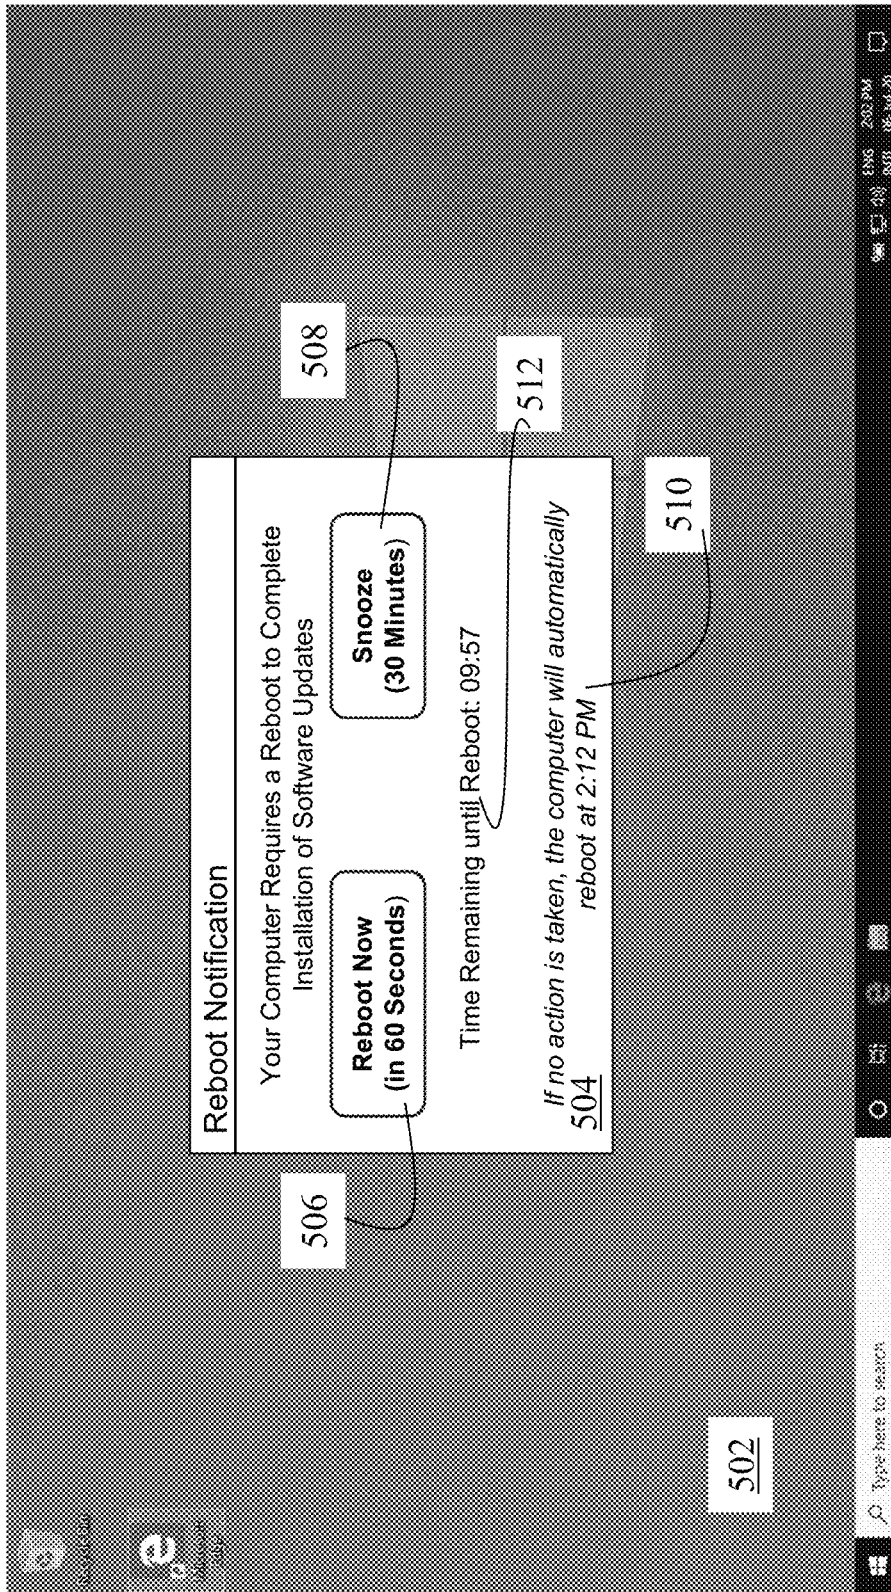 508
512
510
506
502
Reboot Notification
Your Computer Requires a Reboot to Complete
Installation of Software Updates
Reboot Now
(in 60 Seconds)
Snooze
(30 Minutes)
Time Remaining until Reboot: 09:57
If no action is taken, the computer will automatically
reboot at 2:12 PM
504
Type here to search
ENG
2:02 PM